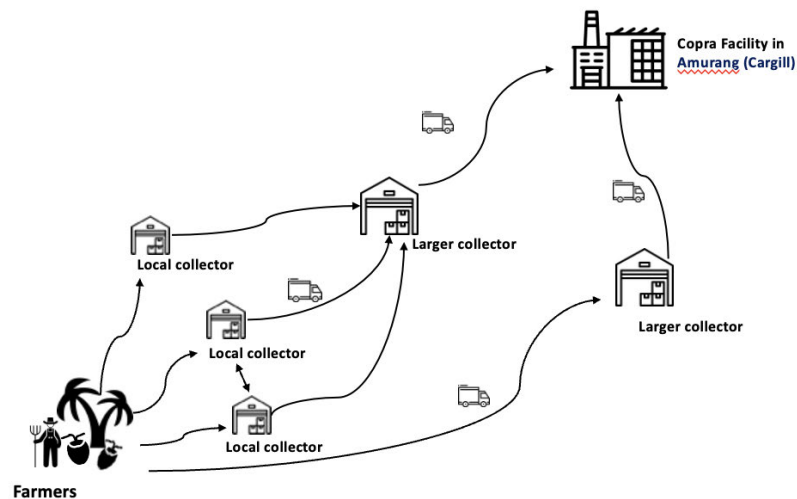 Copra Facility in
Amurang (Cargill)
Larger collector
Local collector
Larger collector
Local collector
Local collector
Farmers